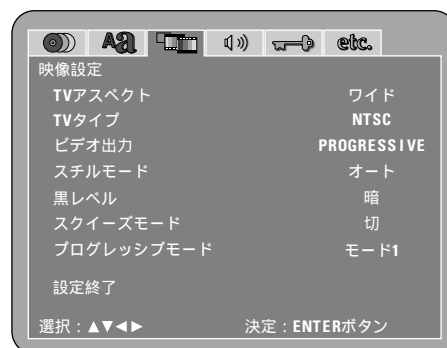 Aあ etc.
映像設定
TVアスペクト ワイド
TVタイプ NTSC
ビデオ出力 PROGRESSIVE
スチルモード オート
黒レベル 暗
スクイーズモード 切
プログレッシブモード モード1
設定終了
選択：▲▼◀▶ 決定：ENTERボタン